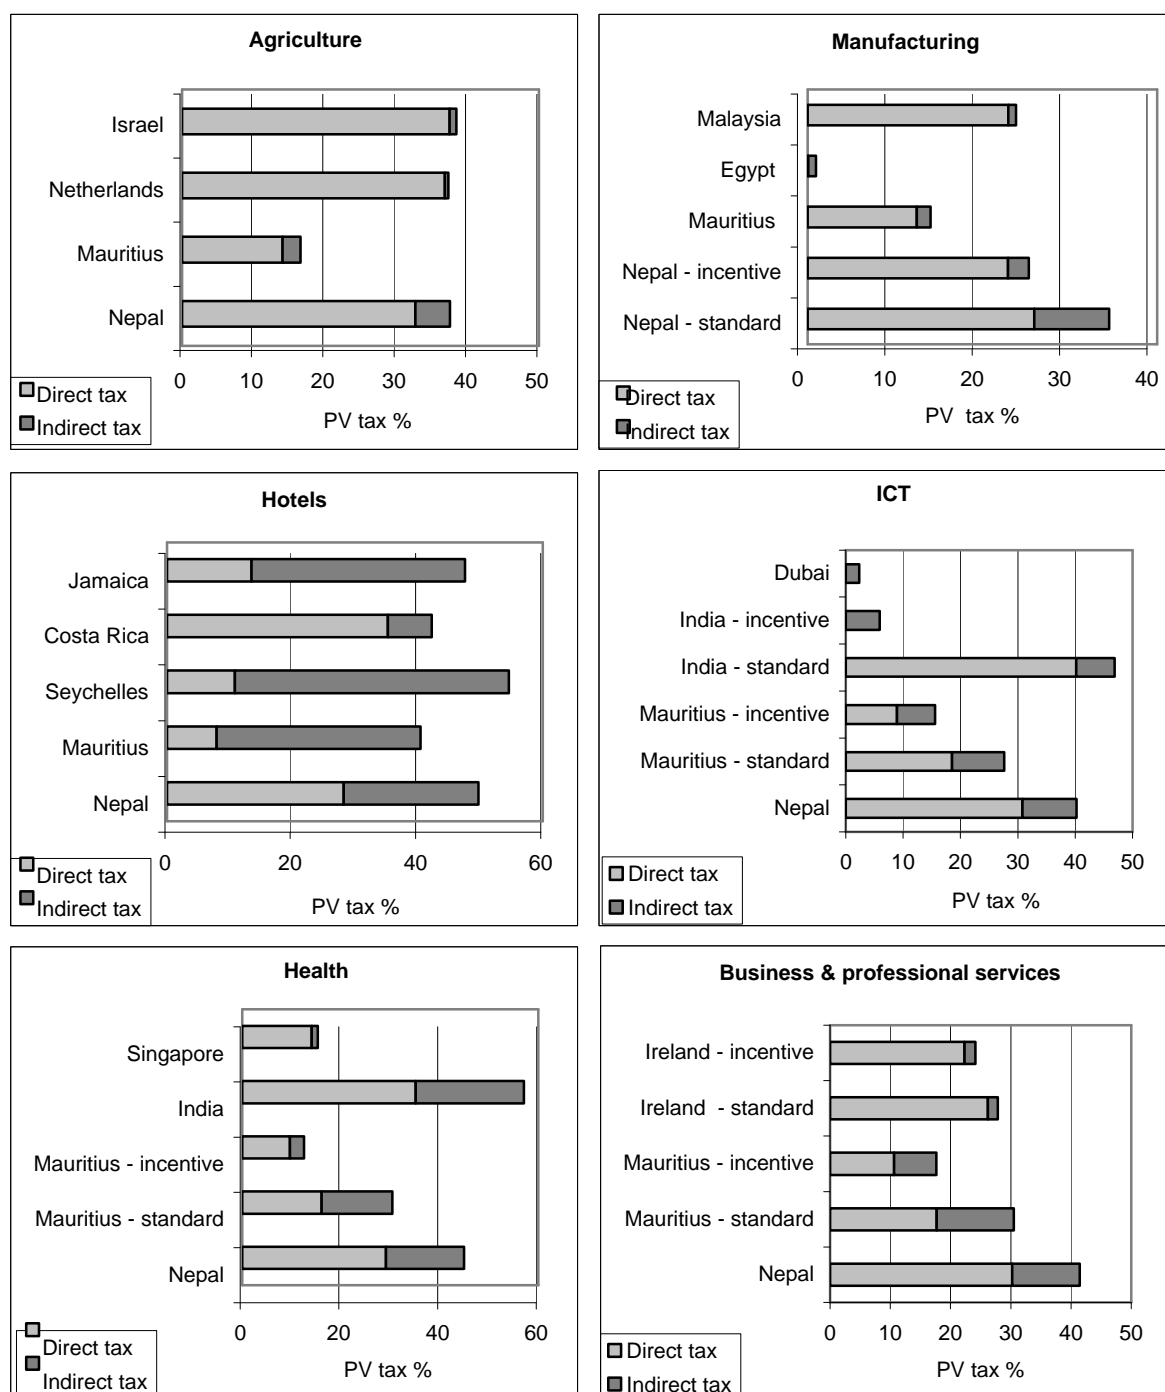 Agriculture
Israel
Netherlands
Mauritius
Nepal
0 10 20 30 40 50
PV tax %
Direct tax
Indirect tax
Manufacturing
Malaysia
Egypt
Mauritius
Nepal - incentive
Nepal - standard
0 10 20 30 40
PV tax %
Direct tax
Indirect tax
Hotels
Jamaica
Costa Rica
Seychelles
Mauritius
Nepal
0 20 40 60
PV tax %
Direct tax
Indirect tax
ICT
Dubai
India - incentive
India - standard
Mauritius - incentive
Mauritius - standard
Nepal
0 10 20 30 40 50
PV tax %
Direct tax
Indirect tax
Health
Singapore
India
Mauritius - incentive
Mauritius - standard
Nepal
0 20 40 60
PV tax %
Direct tax
Indirect tax
Business & professional services
Ireland - incentive
Ireland - standard
Mauritius - incentive
Mauritius - standard
Nepal
0 10 20 30 40 50
PV tax %
Direct tax
Indirect tax